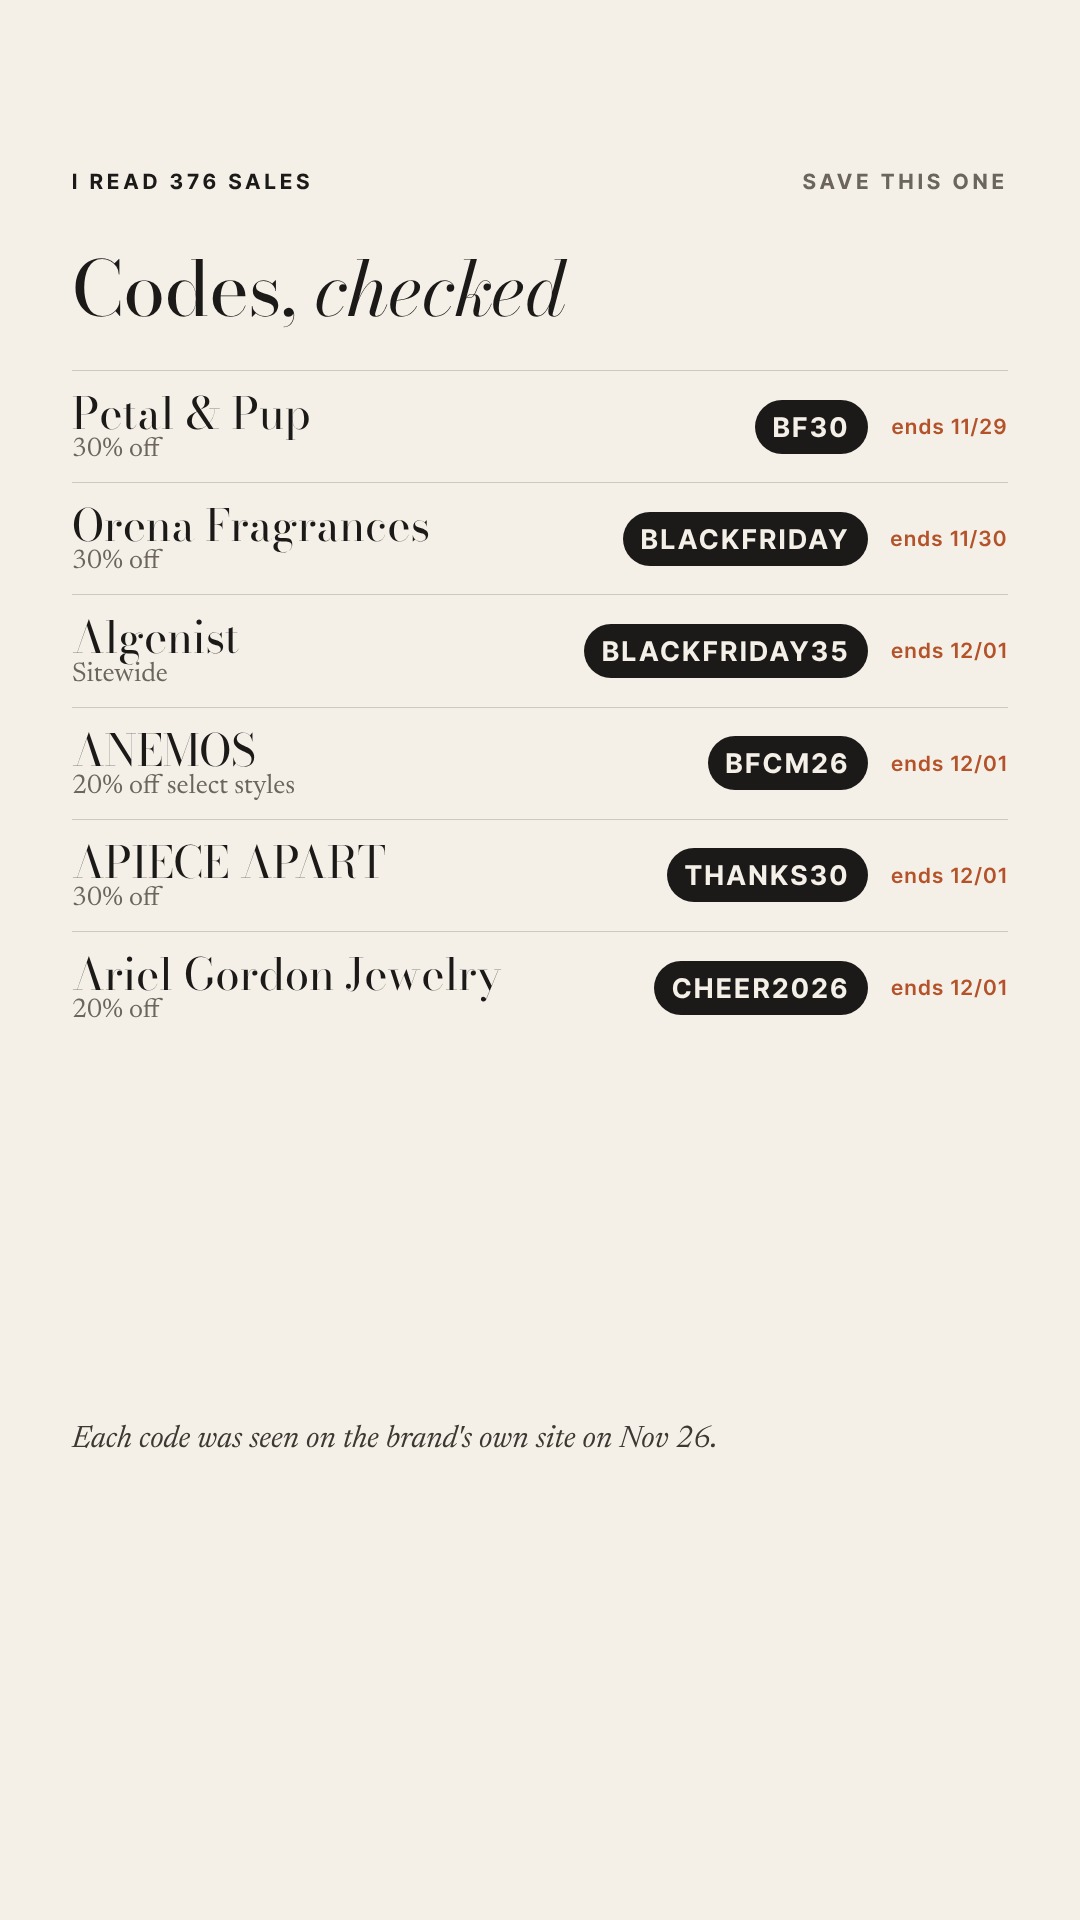 I READ 376 SALES
SAVE THIS ONE
Codes, checked
Petal & Pup
30% off
BF30
ends 11/29
Orena Fragrances
30% off
BLACKFRIDAY
ends 11/30
Algenist
Sitewide
BLACKFRIDAY35
ends 12/01
ANEMOS
20% off select styles
BFCM26
ends 12/01
APIECE APART
30% off
THANKS30
ends 12/01
Ariel Gordon Jewelry
20% off
CHEER2026
ends 12/01
Each code was seen on the brand's own site on Nov 26.